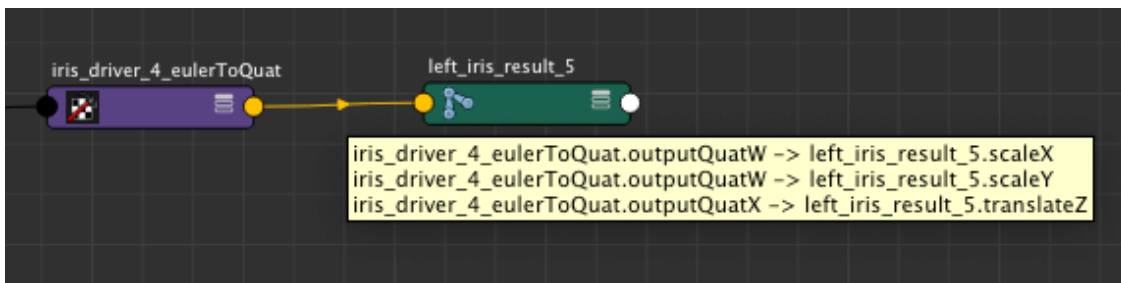 iris_driver_4_eulerToQuat
left_iris_result_5
iris_driver_4_eulerToQuat.outputQuatW -> left_iris_result_5.scaleX
iris_driver_4_eulerToQuat.outputQuatW -> left_iris_result_5.scaleY
iris_driver_4_eulerToQuat.outputQuatX -> left_iris_result_5.translateZ